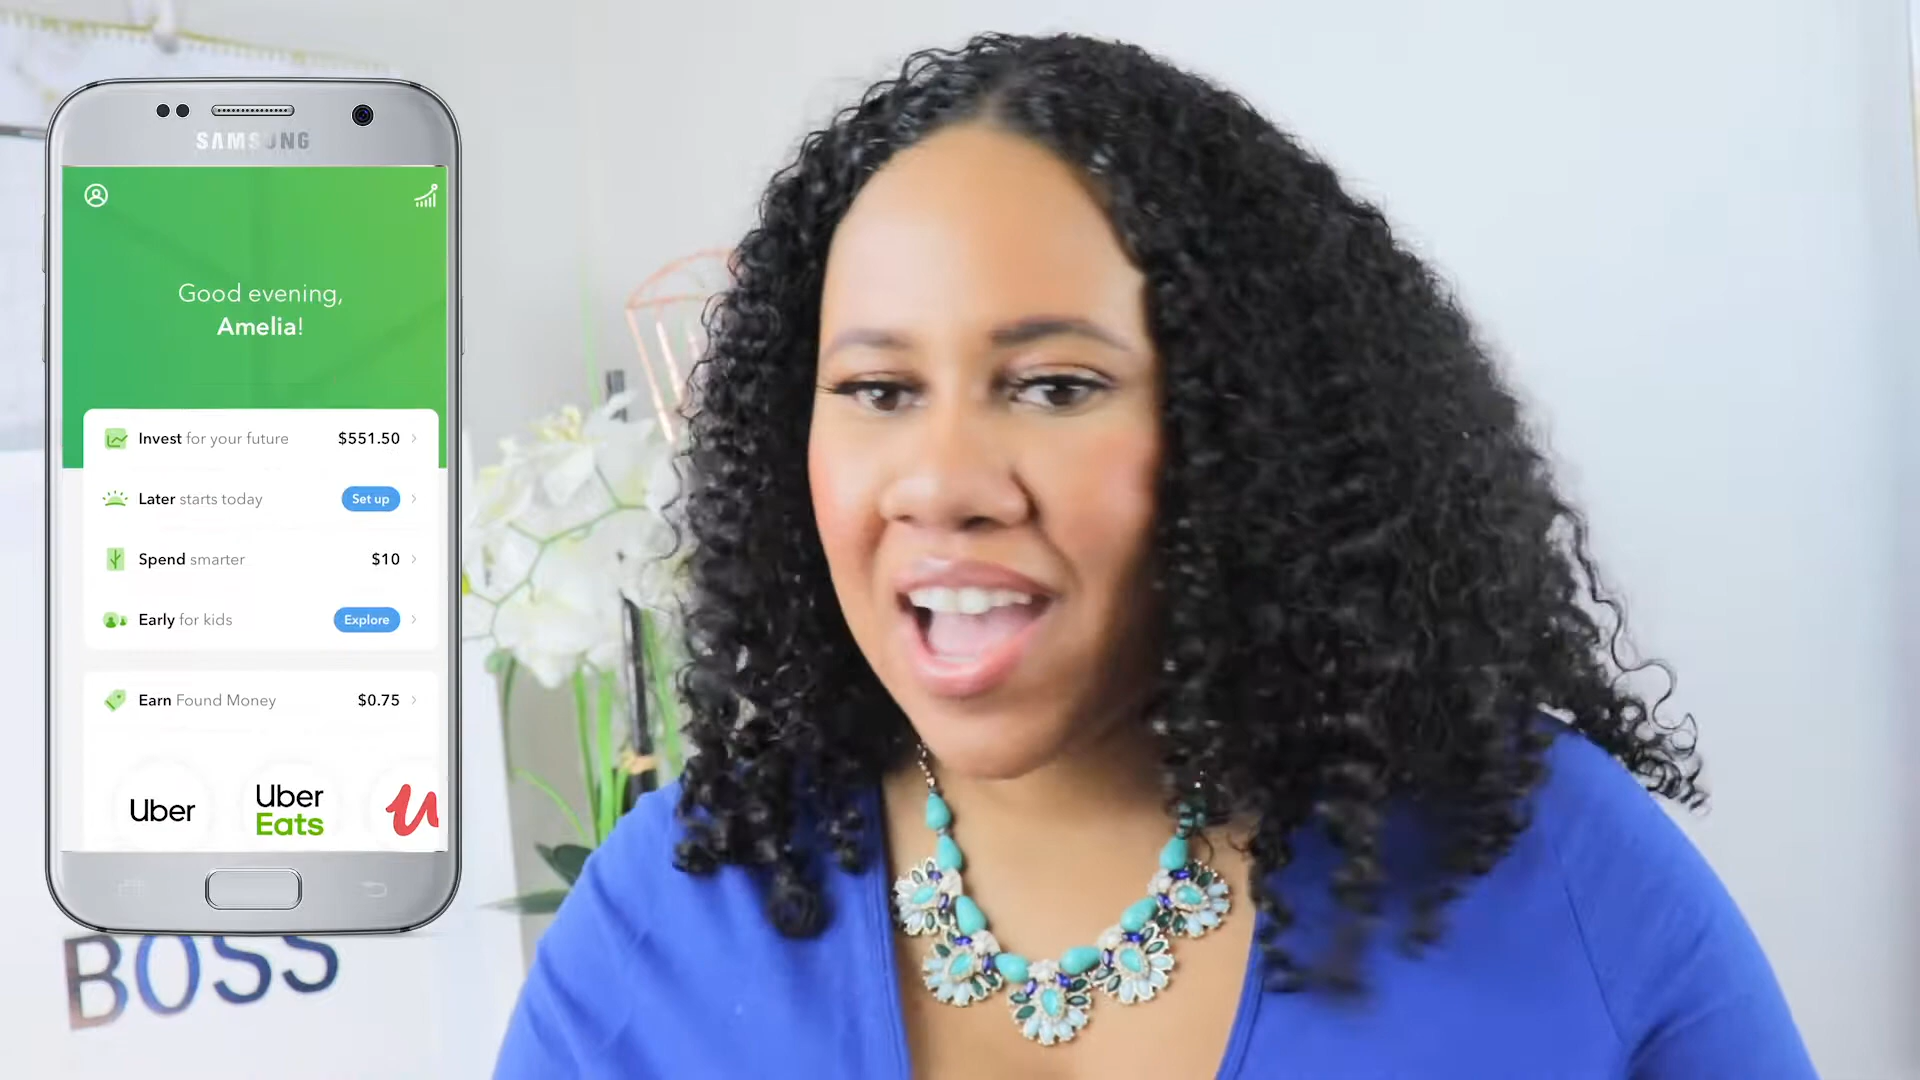 SAMSUNG
Good evening,
Amelia!
Invest for your future $551.50
Later starts today Set up
Spend smarter $10
Early for kids Explore
Earn Found Money $0.75
Uber
Uber
Eats
BOSS